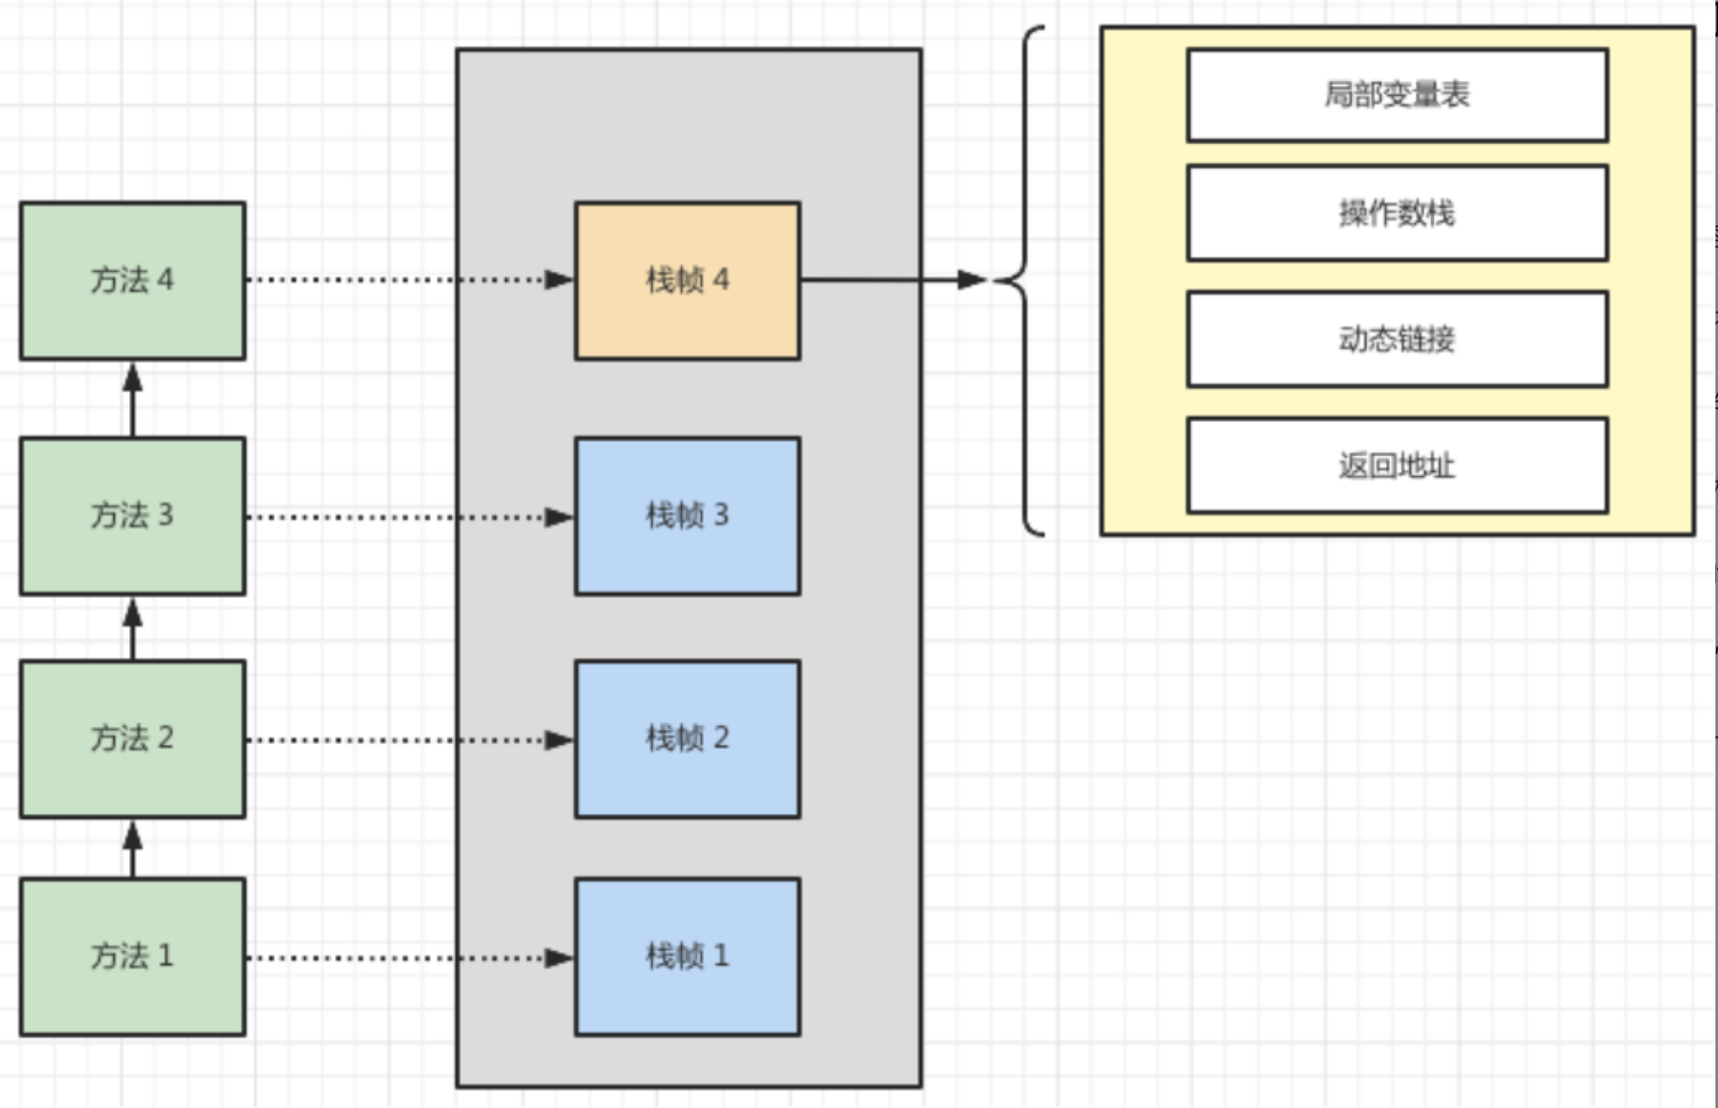 局部变量表
操作数栈
方法 4
栈帧 4
动态链接
返回地址
方法 3
栈帧 3
方法 2
栈帧 2
方法 1
栈帧 1